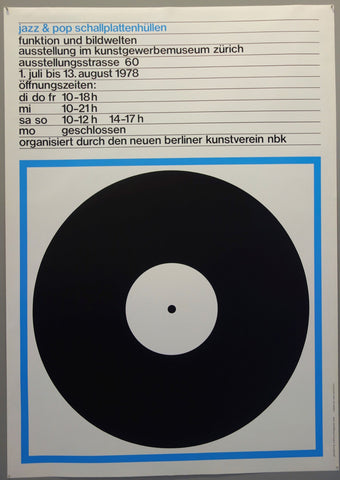 jazz & pop schallplattenhüllen
funktion und bildwelten
ausstellung im kunstgewerbemuseum zürich
ausstellungsstrasse 60
1. juli bis 13. august 1978
öffnungszeiten:
di do fr 10-18 h
mi 10-21 h
sa so 10-12 h 14-17 h
mo geschlossen
organisiert durch den neuen berliner kunstverein nbk